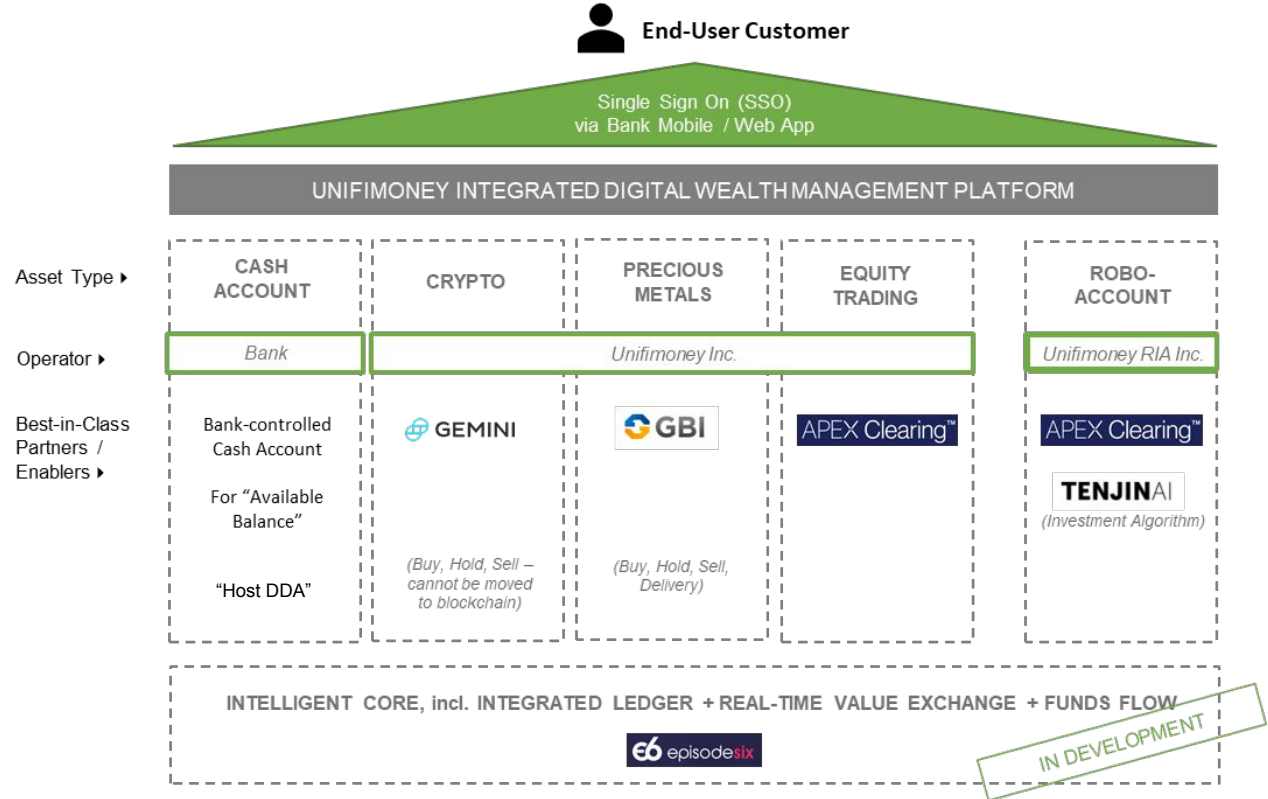 End-User Customer
Single Sign On (SSO)
via Bank Mobile / Web App
UNIFIMONEY INTEGRATED DIGITAL WEALTH MANAGEMENT PLATFORM
Asset Type
CASH
ACCOUNT
CRYPTO
PRECIOUS
METALS
EQUITY
TRADING
ROBO-
ACCOUNT
Operator
Bank
Unifimoney Inc.
Unifimoney RIA Inc.
Best-in-Class
Partners /
Enablers
Bank-controlled
Cash Account
For “Available
Balance”
“Host DDA”
GEMINI
(Buy, Hold, Sell –
cannot be moved
to blockchain)
GBI
(Buy, Hold, Sell,
Delivery)
APEX Clearing™
APEX Clearing™
TENJINAI
(Investment Algorithm)
INTELLIGENT CORE, incl. INTEGRATED LEDGER + REAL-TIME VALUE EXCHANGE + FUNDS FLOW
E6 episodesix
IN DEVELOPMENT